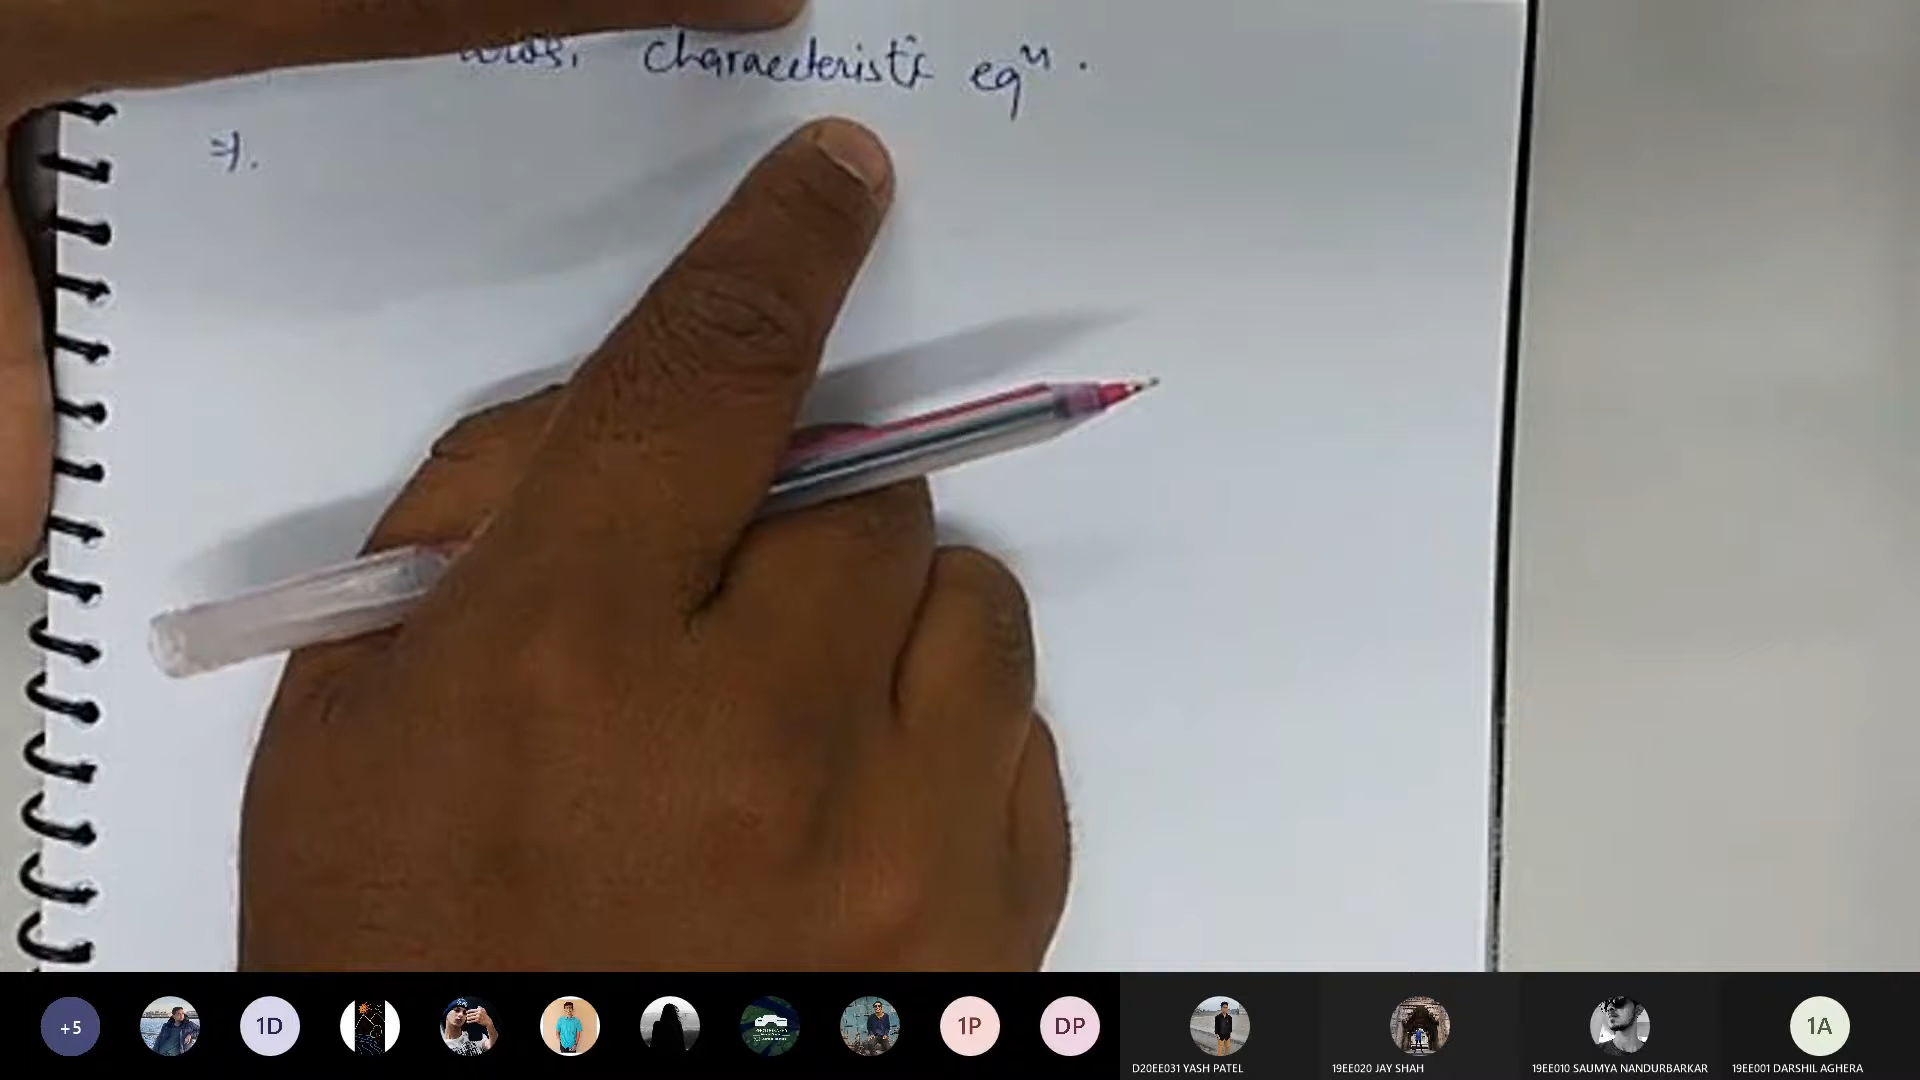 characteristic eqⁿ.
⇒.
+5
1D
1P
DP
D20EE031 YASH PATEL
19EE020 JAY SHAH
19EE010 SAUMYA NANDURBARKAR
1A
19EE001 DARSHIL AGHERA